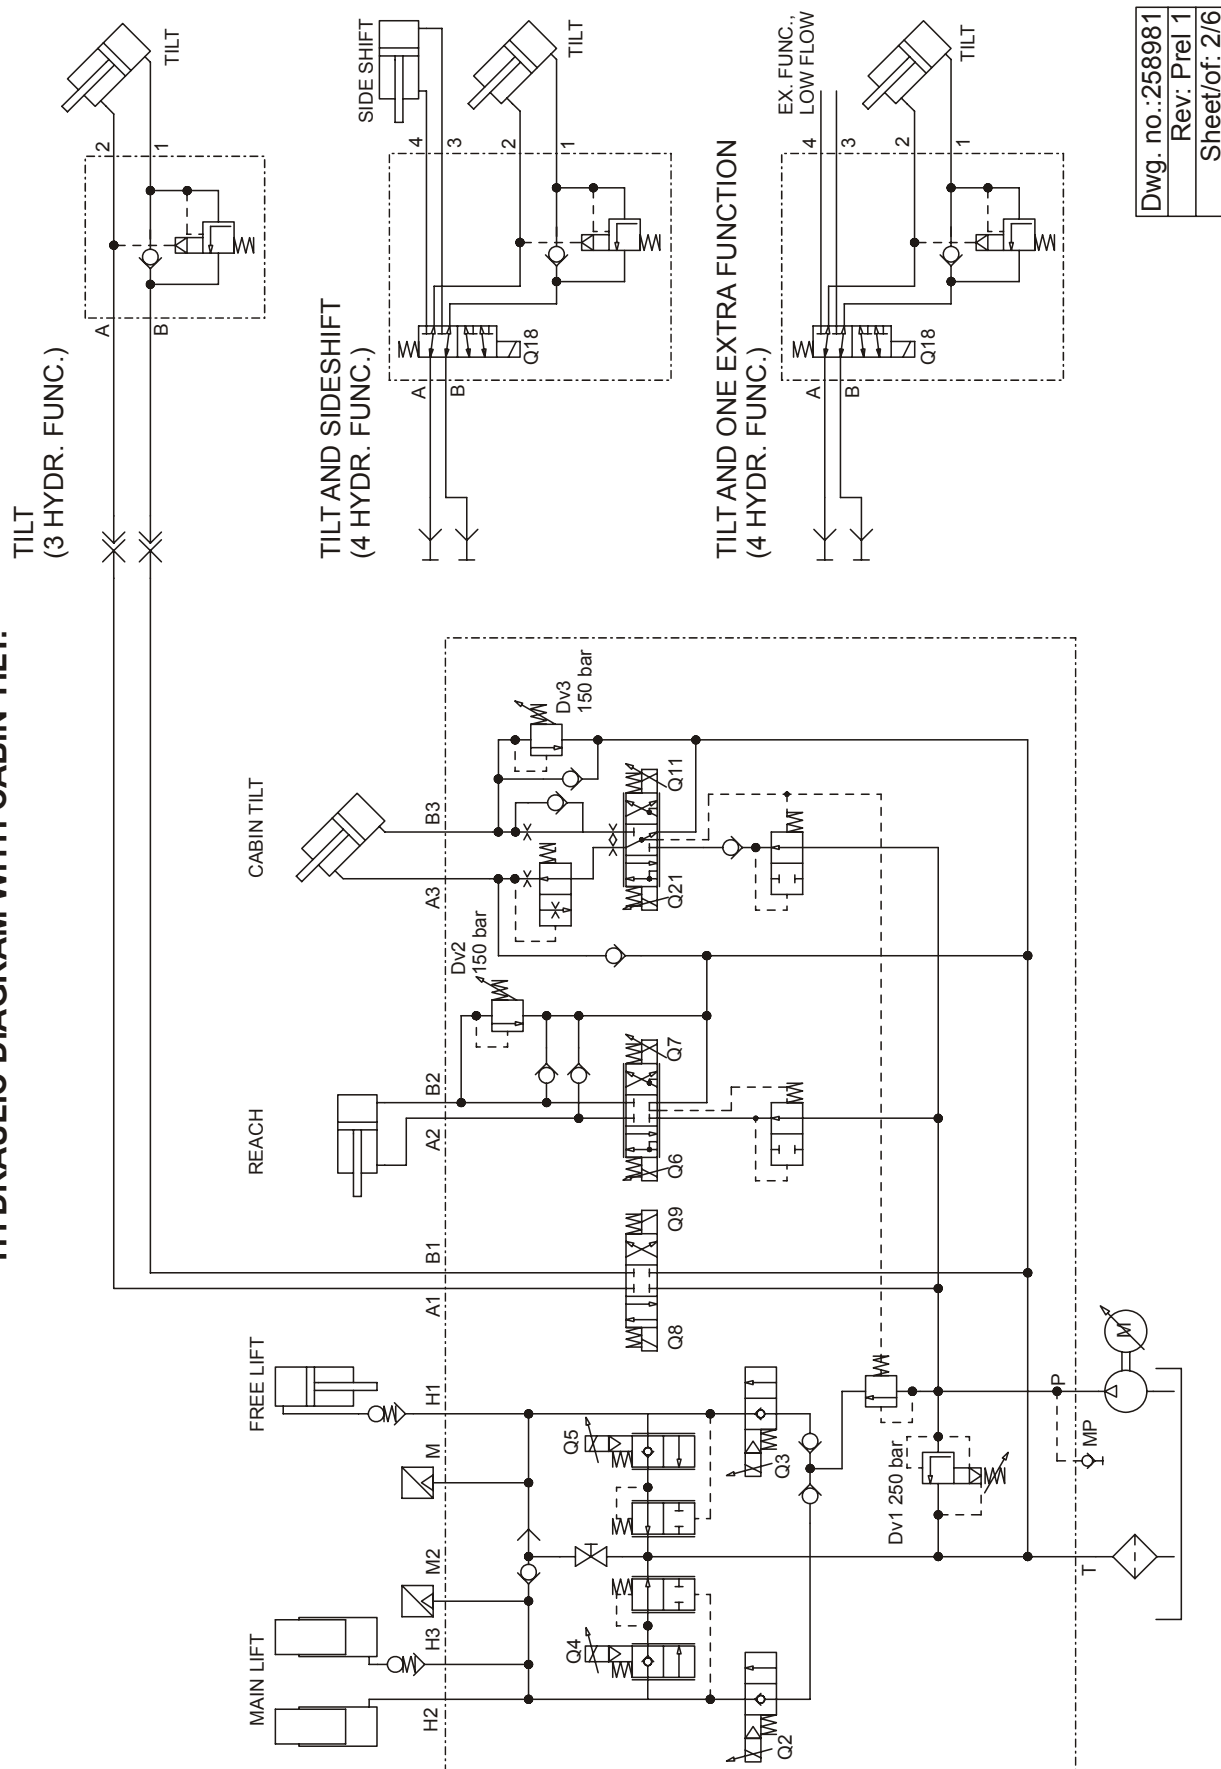 HYDRAULIC DIAGRAM WITH CABIN TILT.
TILT
(3 HYDR. FUNC.)
A
2
B
1
TILT
MAIN LIFT
FREE LIFT
REACH
CABIN TILT
TILT AND SIDESHIFT
(4 HYDR. FUNC.)
SIDE SHIFT
A
B
4
3
2
1
TILT
Q18
H2
H3
M2
M
H1
A1
B1
A2
B2
A3
B3
Dv2
150 bar
Dv3
150 bar
Q4
Q5
Q8
Q9
Q6
Q7
Q21
Q11
Q2
Q3
TILT AND ONE EXTRA FUNCTION
(4 HYDR. FUNC.)
EX. FUNC.,
LOW FLOW
A
B
4
3
2
1
TILT
Q18
Dv1 250 bar
T
MP
P
M
Dwg. no.:258981
Rev: Prel 1
Sheet/of: 2/6